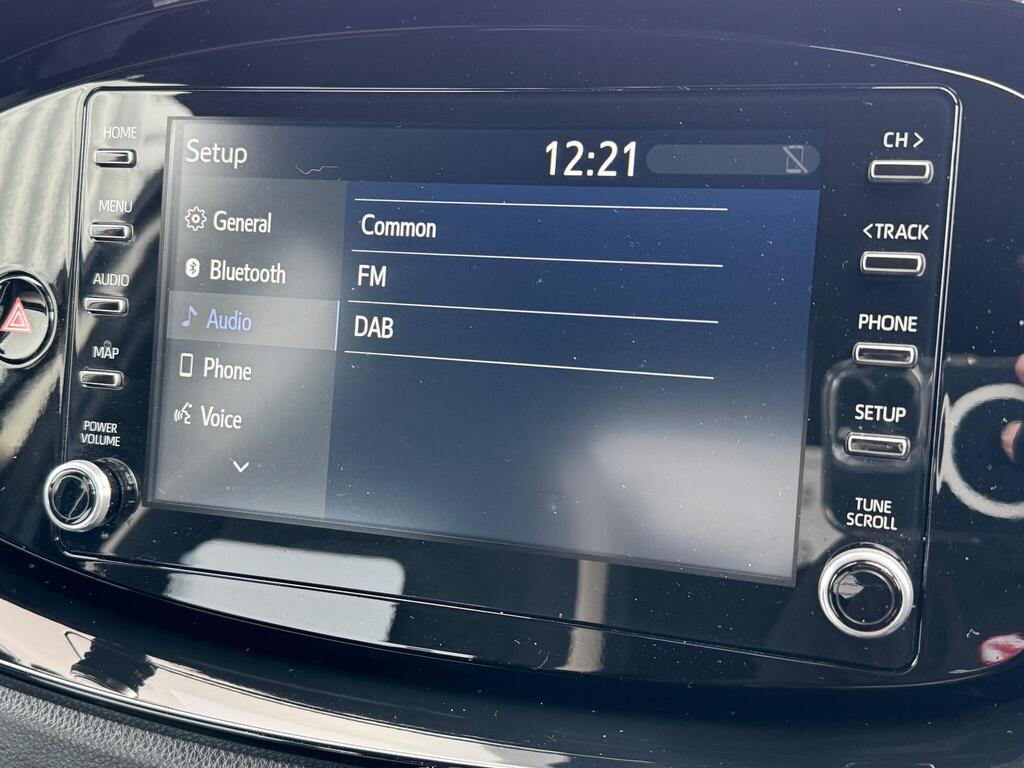 HOME
MENU
AUDIO
MAP
POWER
VOLUME
Setup
12:21
General
Bluetooth
Audio
Phone
Voice
Common
FM
DAB
CH >
< TRACK
PHONE
SETUP
TUNE
SCROLL